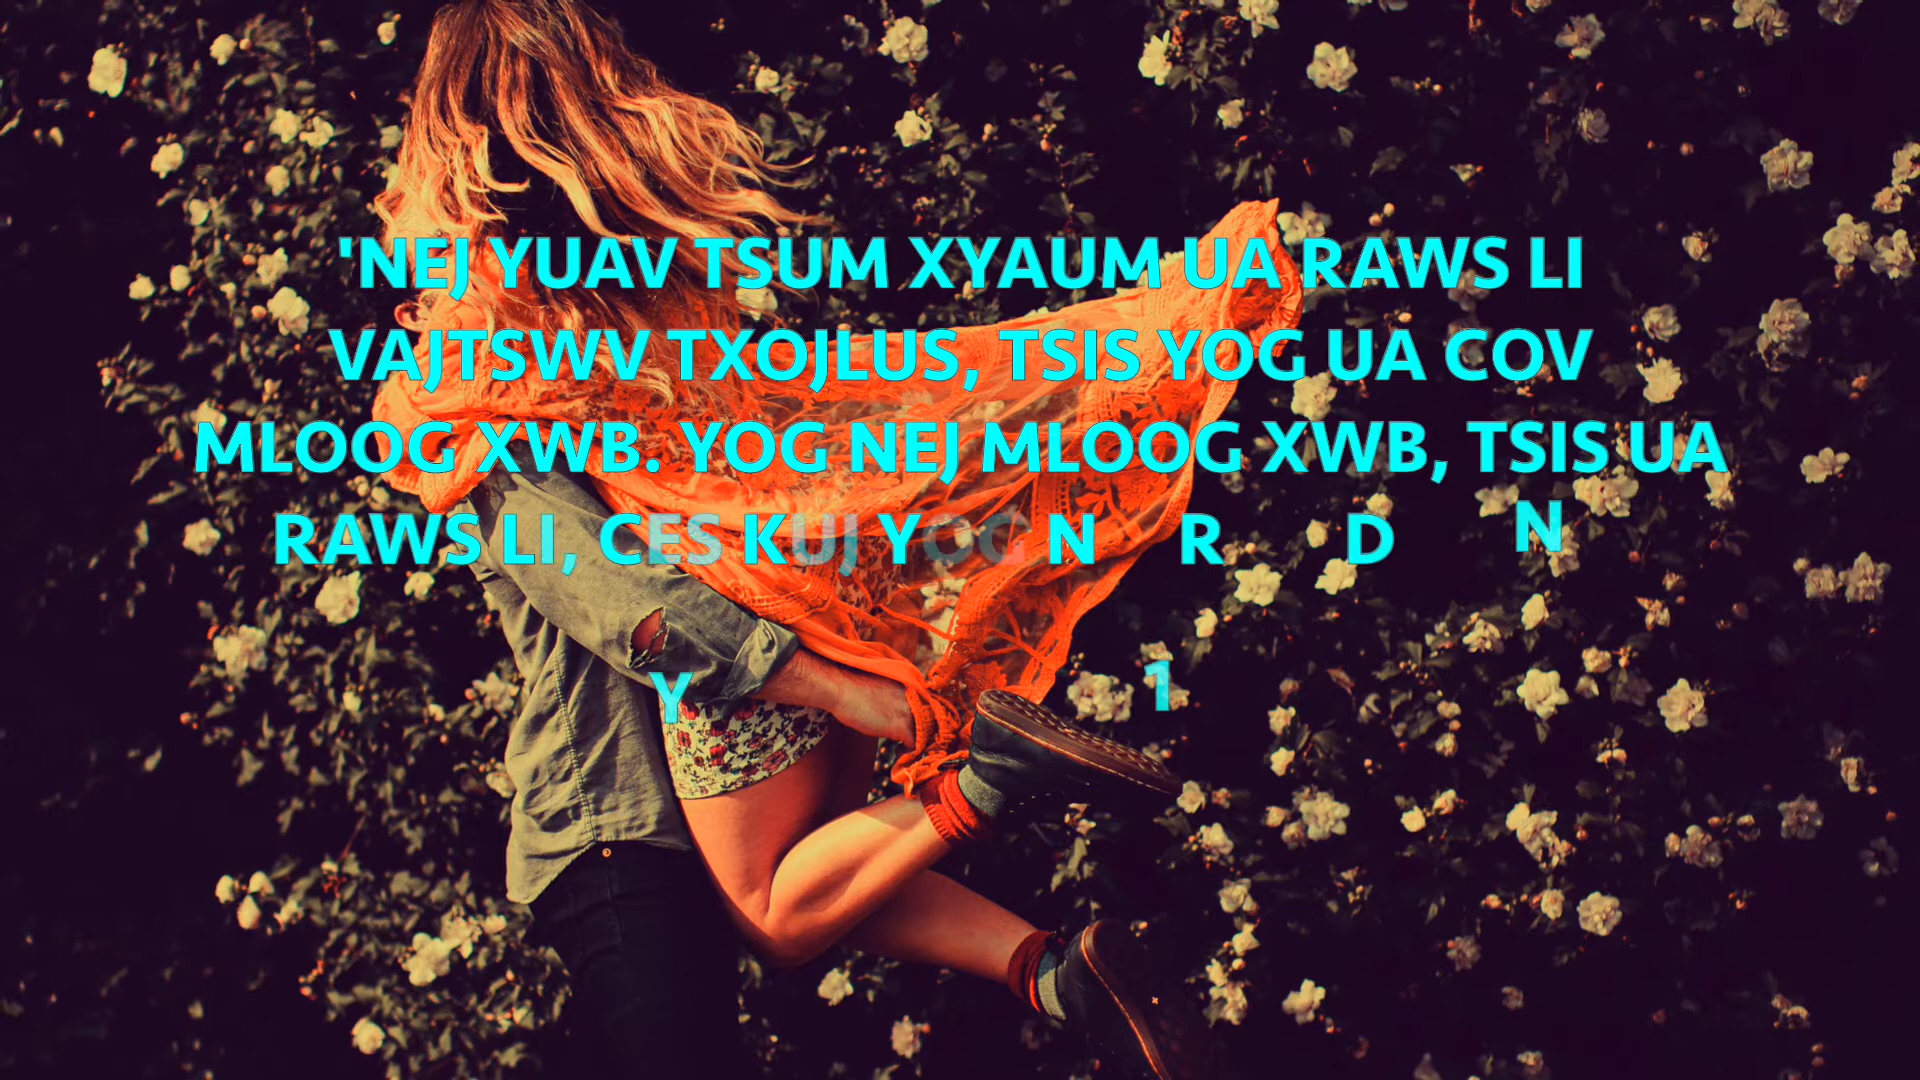 'NEJ YUAV TSUM XYAUM UA RAWS LI
VAJTSWV TXOJLUS, TSIS YOG UA COV
MLOOG XWB. YOG NEJ MLOOG XWB, TSIS UA
RAWS LI, CES KUJ YOG N R D N
Y 1